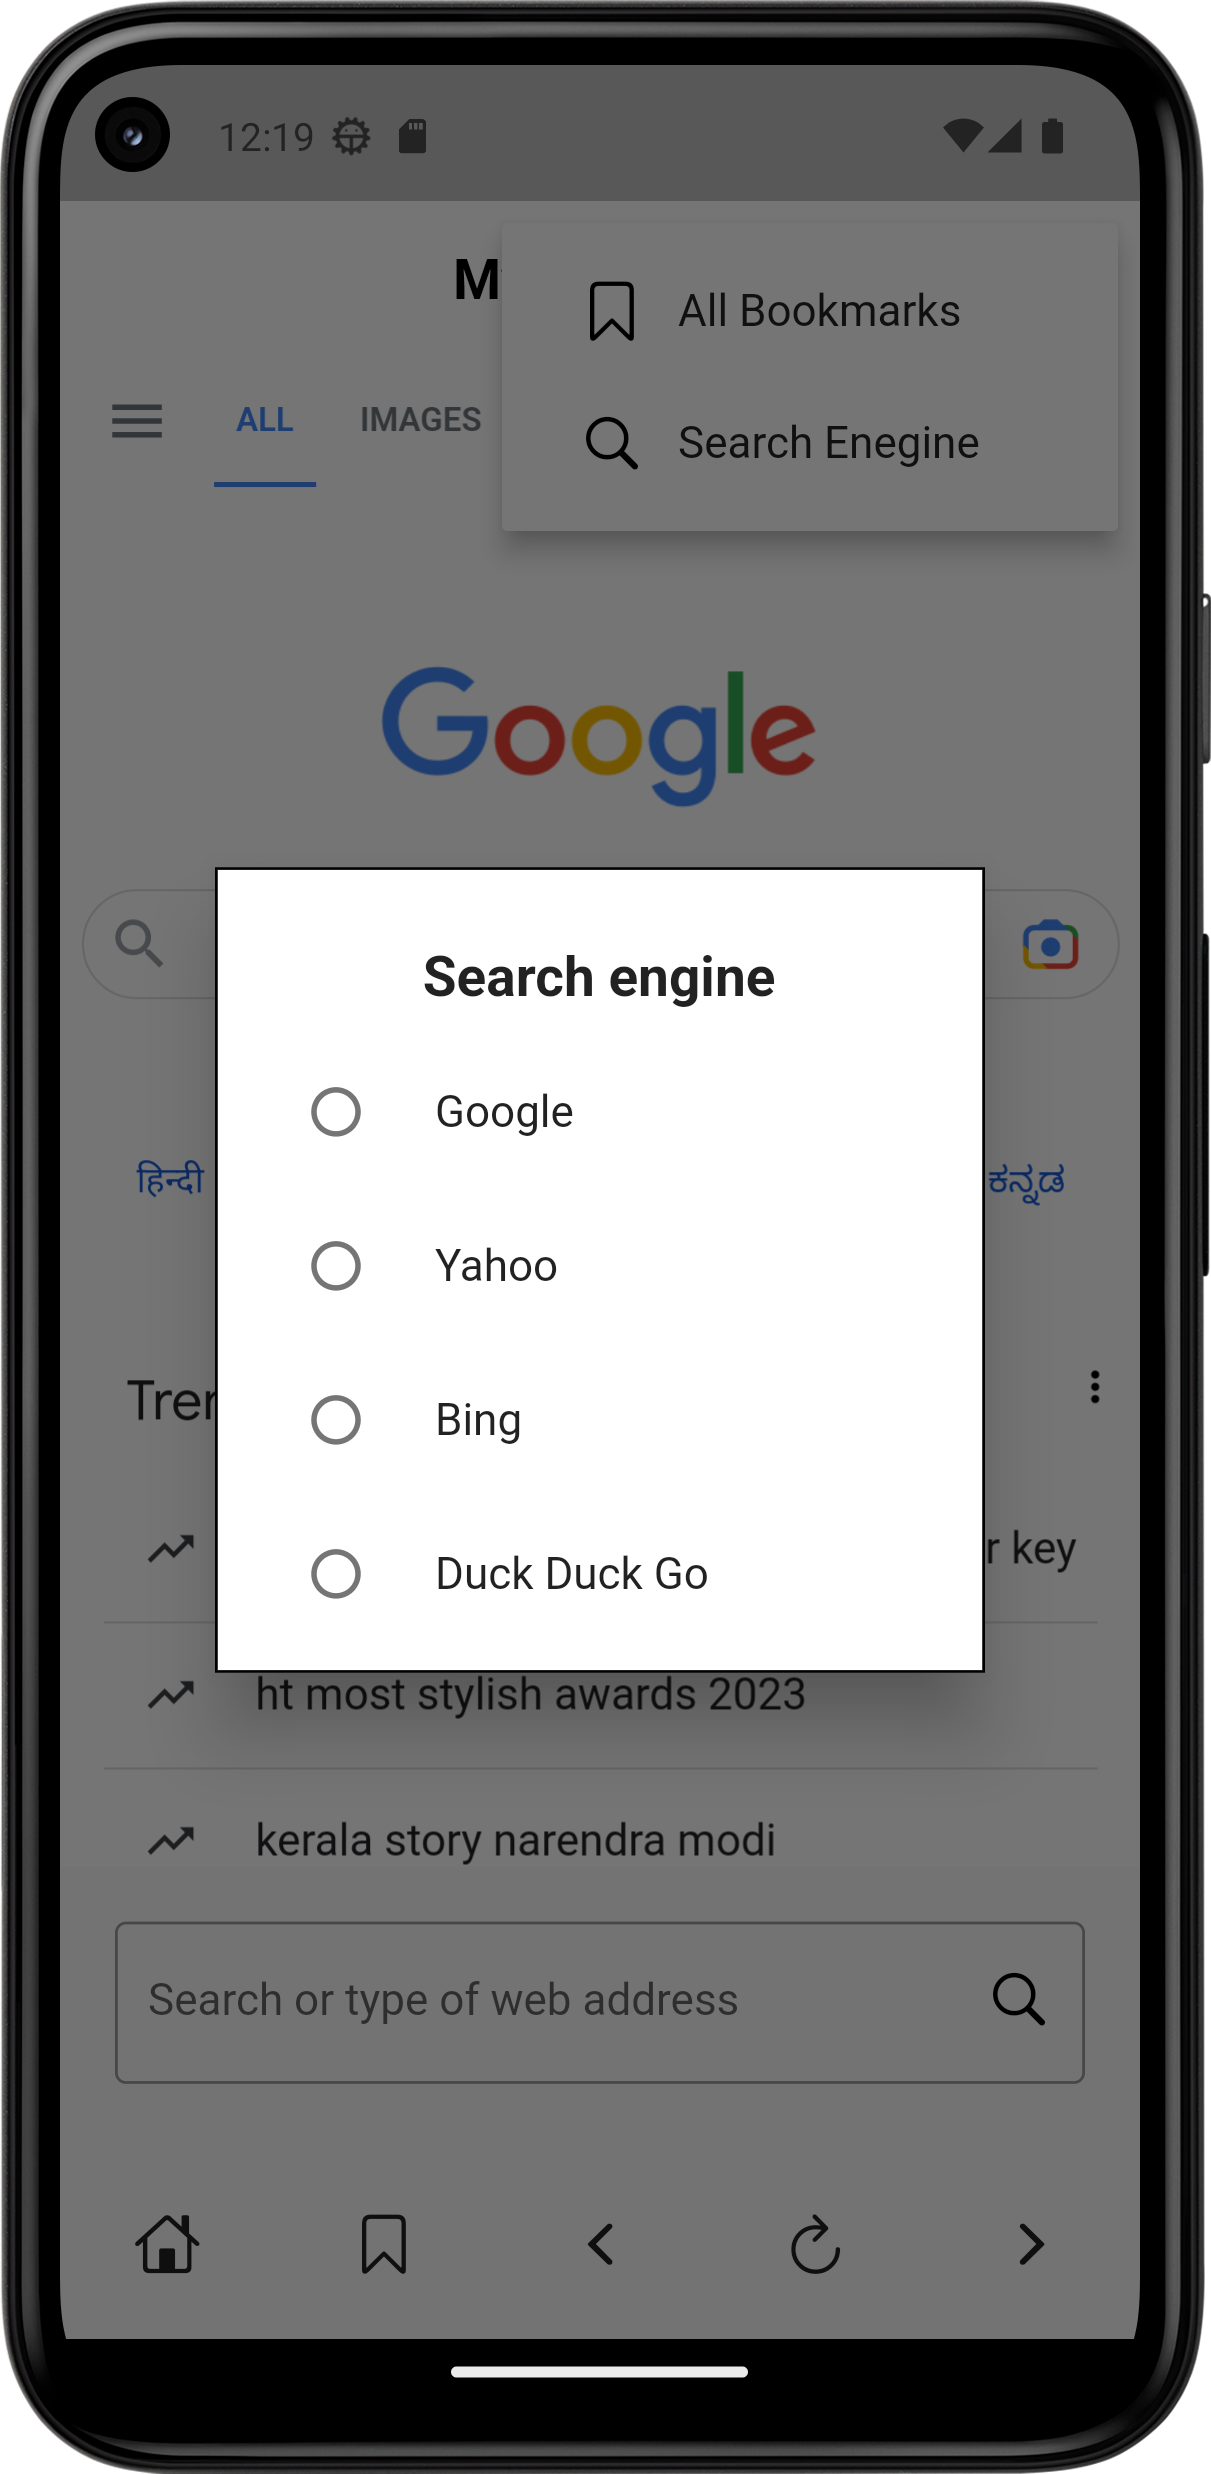 12:19
M
All Bookmarks
ALL
IMAGES
Search Enegine
Google
Search engine
Google
हिन्दी
ಕನ್ನಡ
Yahoo
Bing
Duck Duck Go
r key
ht most stylish awards 2023
kerala story narendra modi
Search or type of web address